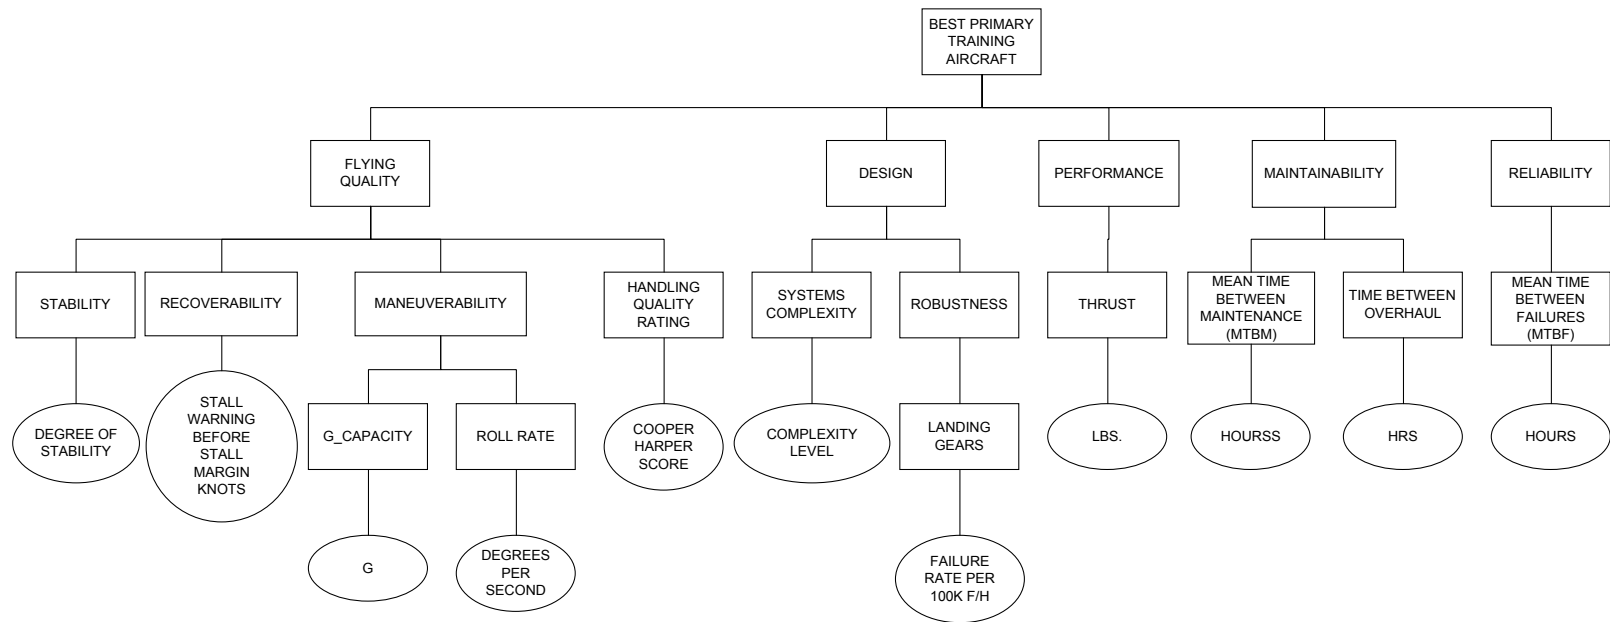 BEST PRIMARY
TRAINING
AIRCRAFT
FLYING
QUALITY
DESIGN
PERFORMANCE
MAINTAINABILITY
RELIABILITY
STABILITY
RECOVERABILITY
MANEUVERABILITY
HANDLING
QUALITY
RATING
SYSTEMS
COMPLEXITY
ROBUSTNESS
THRUST
MEAN TIME
BETWEEN
MAINTENANCE
(MTBM)
TIME BETWEEN
OVERHAUL
MEAN TIME
BETWEEN
FAILURES
(MTBF)
DEGREE OF
STABILITY
STALL
WARNING
BEFORE
STALL
MARGIN
KNOTS
G_CAPACITY
ROLL RATE
COOPER
HARPER
SCORE
COMPLEXITY
LEVEL
LANDING
GEARS
LBS.
HOURSS
HRS
HOURS
G
DEGREES
PER
SECOND
FAILURE
RATE PER
100K F/H